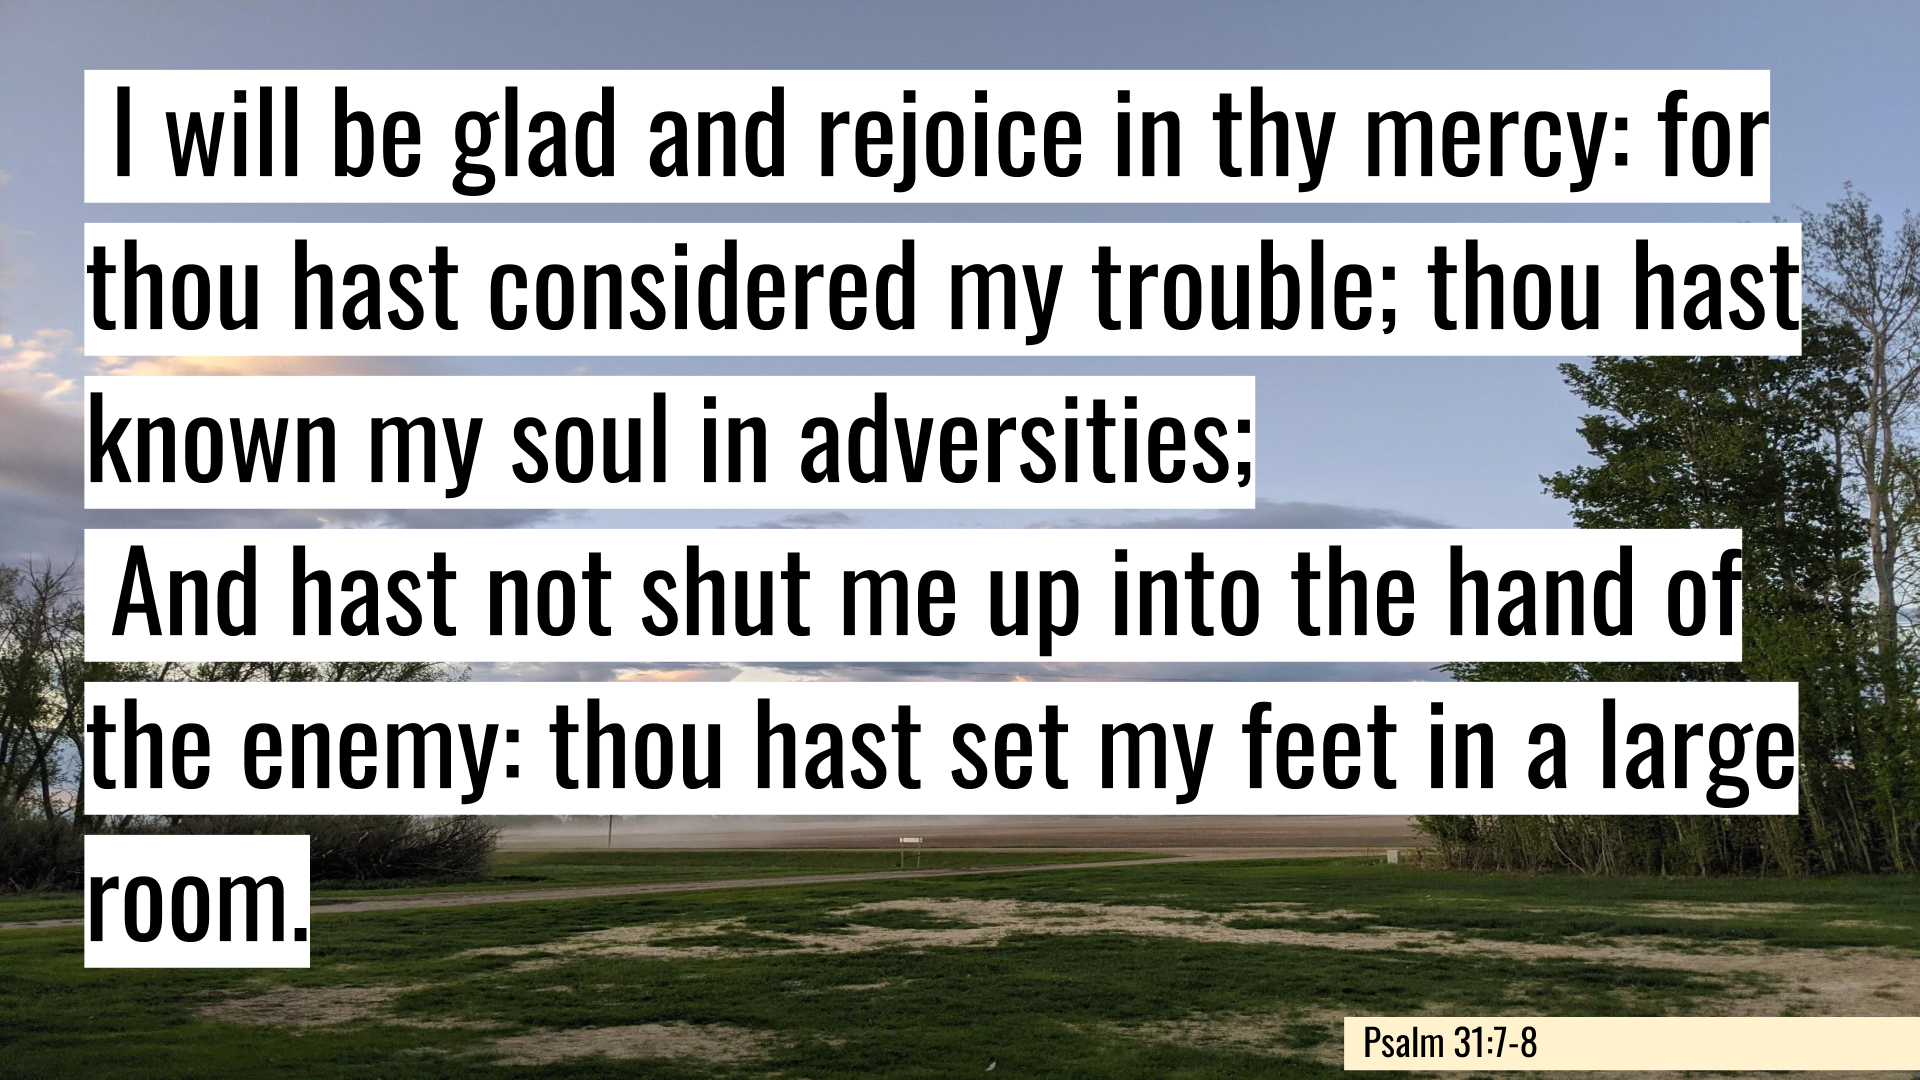 I will be glad and rejoice in thy mercy: for
thou hast considered my trouble; thou hast
known my soul in adversities;
And hast not shut me up into the hand of
the enemy: thou hast set my feet in a large
room.
Psalm 31:7-8